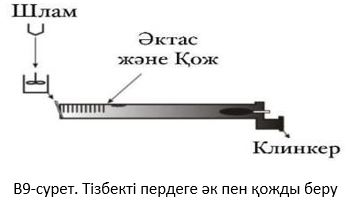 Шлам
Әктас
және Қож
Клинкер
В9-сурет. Тізбекті пердеге әк пен қожды беру